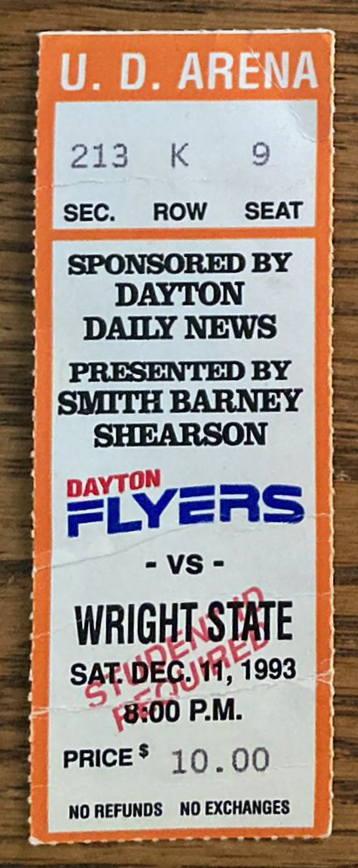 U. D. ARENA
213 K 9
SEC. ROW SEAT
SPONSORED BY
DAYTON
DAILY NEWS
PRESENTED BY
SMITH BARNEY
SHEARSON
DAYTON
FLYERS
- VS -
WRIGHT STATE
STUDENT ID
REQUIRED
SAT. DEC. 11, 1993
8:00 P.M.
PRICE $ 10.00
NO REFUNDS NO EXCHANGES